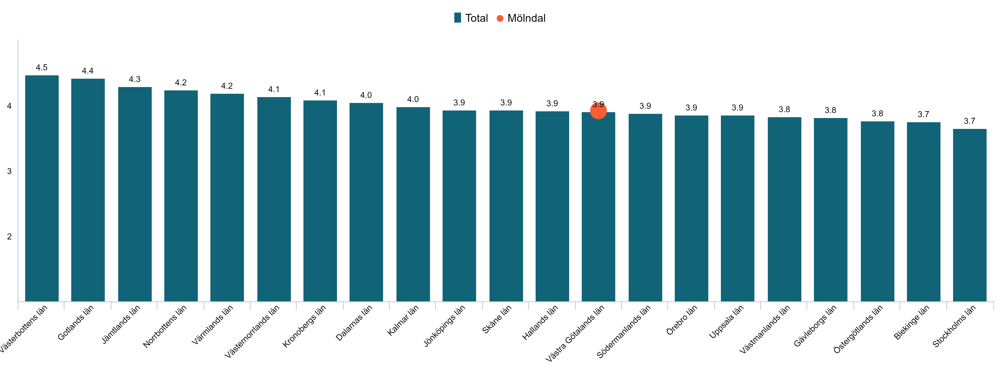 Total Mölndal
4.5 4.4 4.3 4.2 4.2 4.1 4.1 4.0 4.0 3.9 3.9 3.9 3.9 3.9 3.9 3.9 3.8 3.8 3.8 3.7 3.7
4
3
2
Västerbottens län
Gotlands län
Jämtlands län
Norrbottens län
Värmlands län
Västernorrlands län
Kronobergs län
Dalarnas län
Kalmar län
Jönköpings län
Skåne län
Hallands län
Västra Götalands län
Södermanlands län
Örebro län
Uppsala län
Västmanlands län
Gävleborgs län
Östergötlands län
Blekinge län
Stockholms län